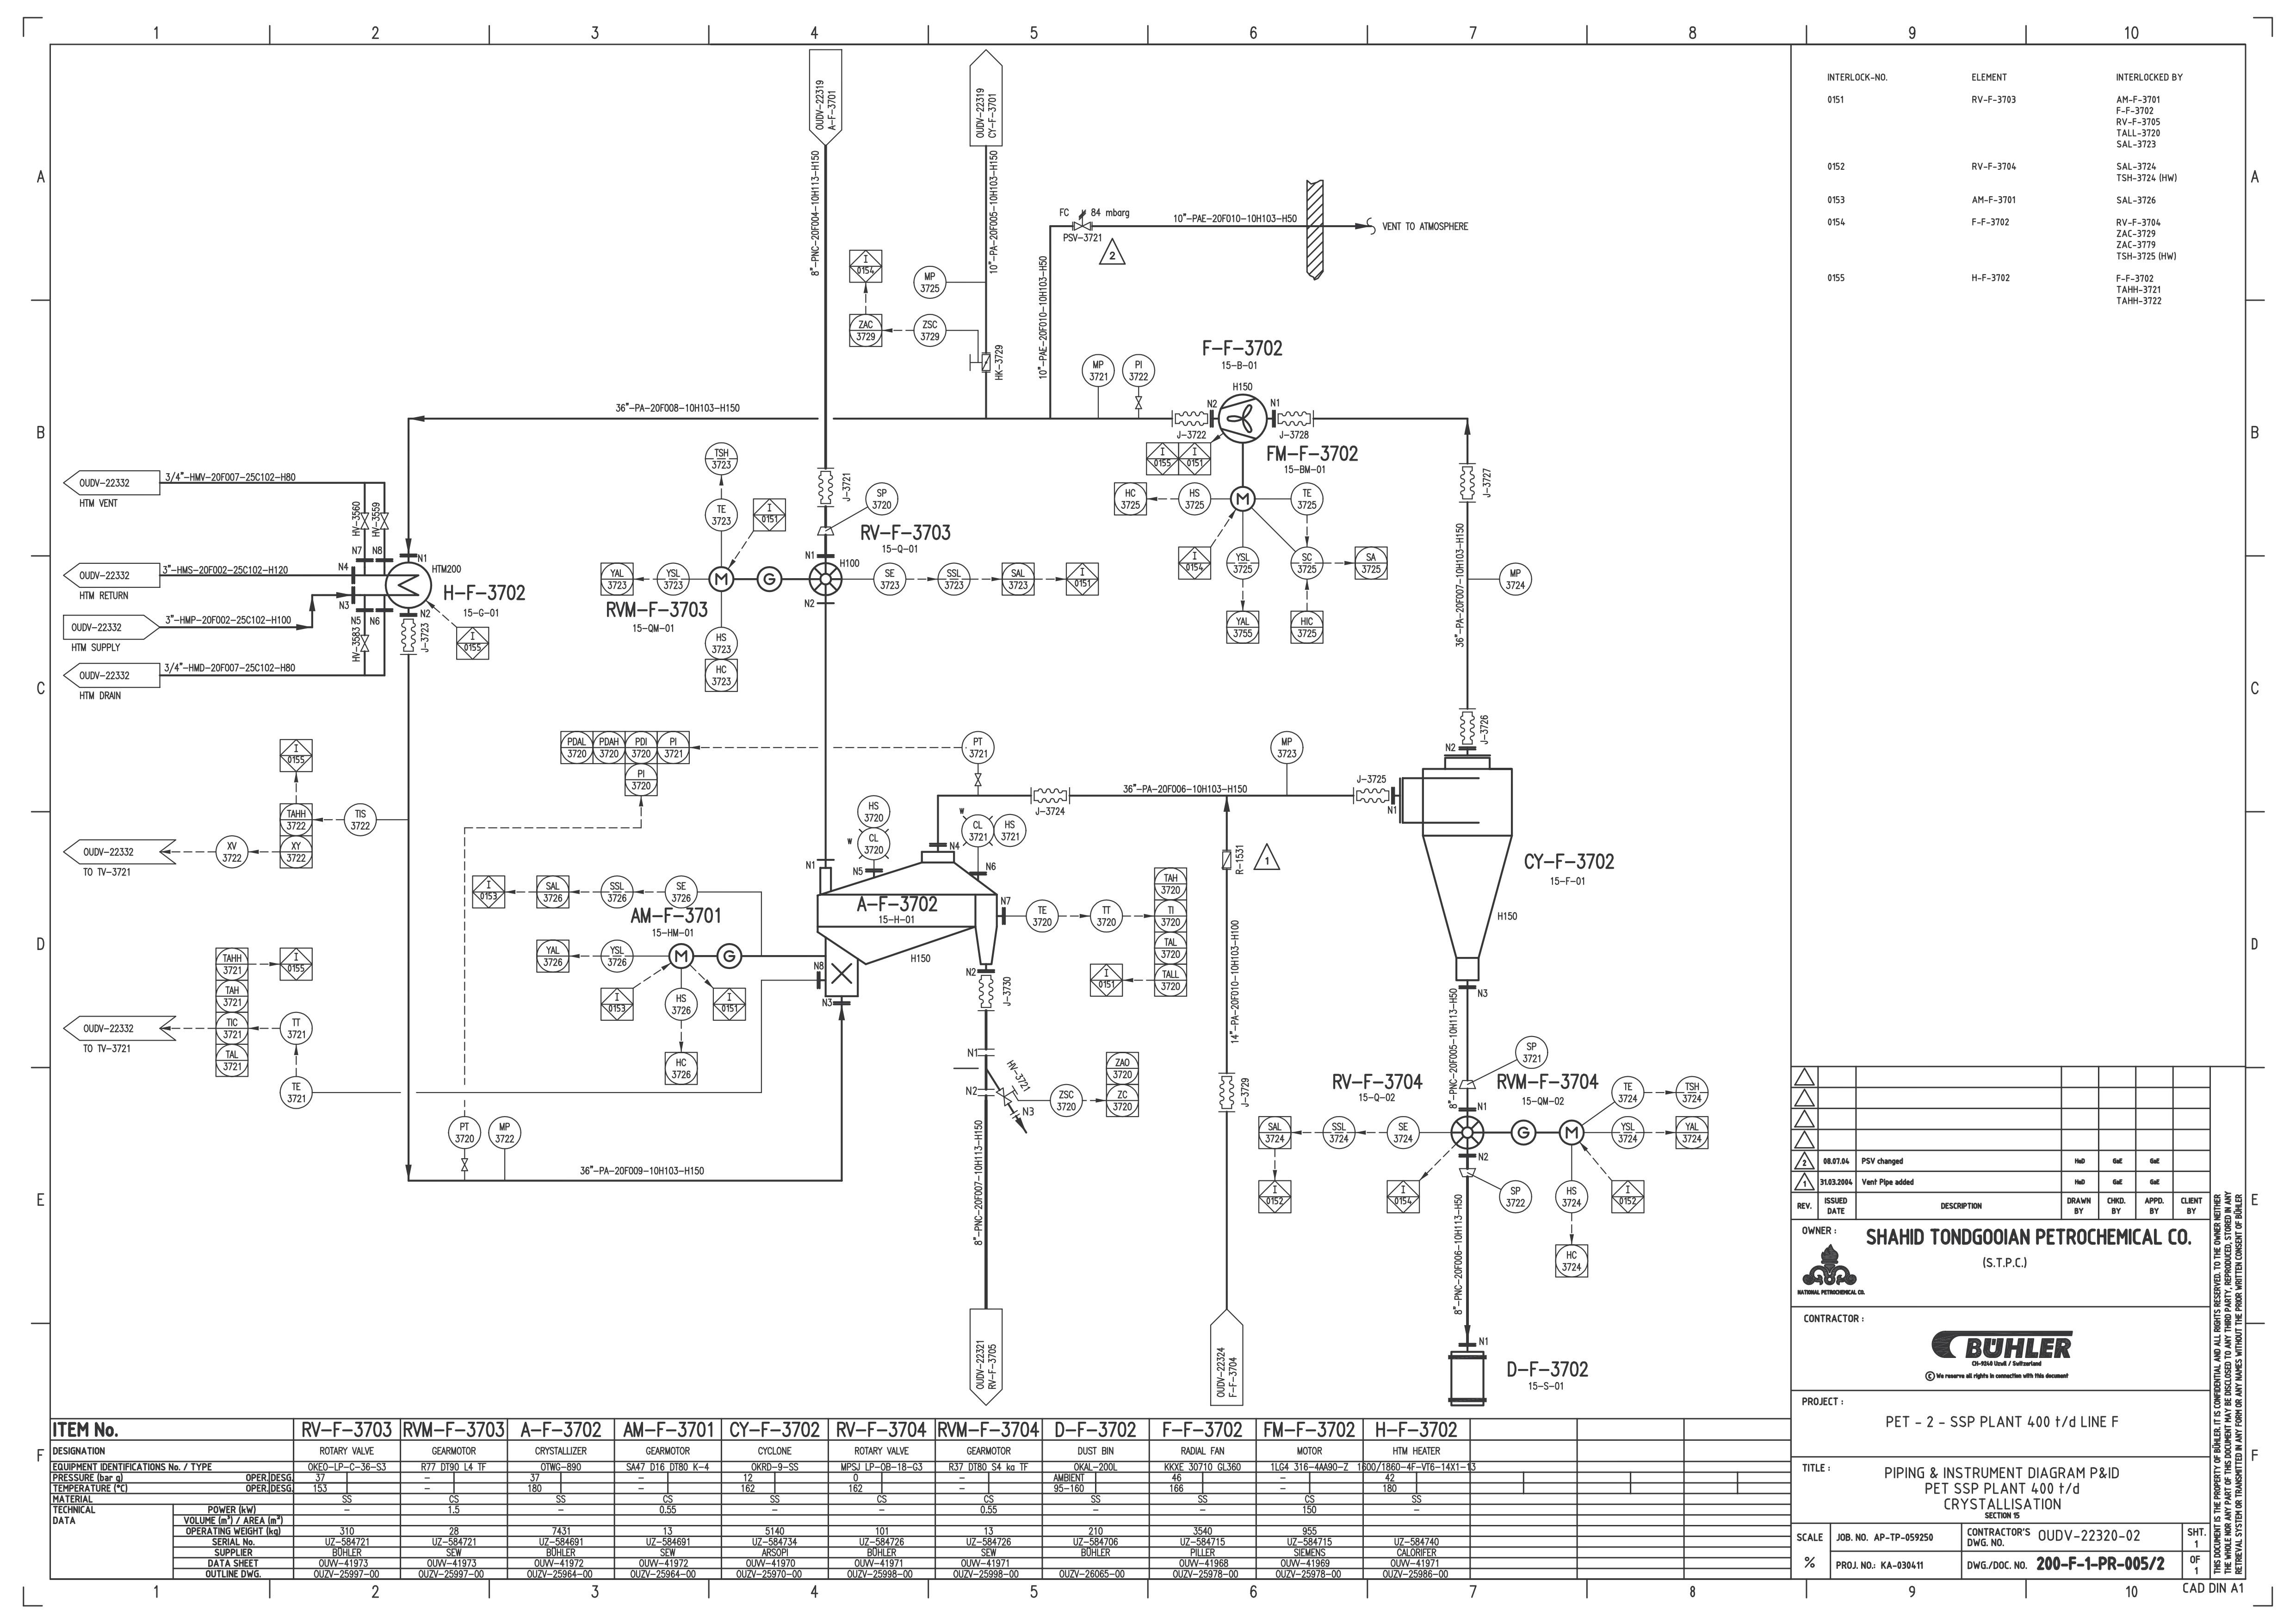 1 2 3 4 5 6 7 8 9 10
A
B
C
D
E
F
OUDV-22319
A-F-3701
OUDV-22319
CY-F-3701
8"-PNC-20F004-10H113-H150
10"-PA-20F005-10H103-H150
FC
84 mbarg
PSV-3721
2
10"-PAE-20F010-10H103-H50
VENT TO ATMOSPHERE
10"-PAE-20F010-10H103-H50
I
0154
MP
3725
ZAC
3729
ZSC
3729
HK-3729
MP
3721
PI
3722
F-F-3702
15-B-01
H150
N2
N1
J-3722
J-3728
I
0155
I
0151
FM-F-3702
15-BM-01
HC
3725
HS
3725
M
TE
3725
I
0154
YSL
3725
SC
3725
SA
3725
YAL
3755
HIC
3725
36"-PA-20F008-10H103-H150
J-3727
36"-PA-20F007-10H103-H150
MP
3724
J-3726
OUDV-22332
HTM VENT
3/4"-HMV-20F007-25C102-H80
HV-3560
HV-3559
N7
N8
N1
OUDV-22332
HTM RETURN
3"-HMS-20F002-25C102-H120
N4
HTM200
H-F-3702
15-G-01
N3
N5
N6
N2
OUDV-22332
HTM SUPPLY
3"-HMP-20F002-25C102-H100
HV-3583
J-3723
I
0155
OUDV-22332
HTM DRAIN
3/4"-HMD-20F007-25C102-H80
TSH
3723
TE
3723
I
0151
J-3721
SP
3720
RV-F-3703
15-Q-01
N1
H100
N2
YAL
3723
YSL
3723
M
G
SE
3723
SSL
3723
SAL
3723
I
0151
RVM-F-3703
15-QM-01
HS
3723
HC
3723
PDAL
3720
PDAH
3720
PDI
3720
PI
3721
PI
3720
PT
3721
MP
3723
36"-PA-20F006-10H103-H150
J-3724
J-3725
N1
N2
I
0155
TAHH
3722
TIS
3722
XY
3722
XV
3722
OUDV-22332
TO TV-3721
HS
3720
W
CL
3720
W
CL
3721
HS
3721
N1
N5
N4
N6
N7
A-F-3702
15-H-01
H150
N8
N3
N2
J-3730
I
0153
SAL
3726
SSL
3726
SE
3726
AM-F-3701
15-HM-01
YAL
3726
YSL
3726
M
G
I
0153
HS
3726
I
0151
HC
3726
TE
3720
TT
3720
TAH
3720
TI
3720
TAL
3720
TALL
3720
I
0151
R-1531
1
14"-PA-20F010-10H103-H100
J-3729
OUDV-22324
F-F-3704
CY-F-3702
15-F-01
H150
N3
TAHH
3721
I
0155
TAH
3721
TIC
3721
TAL
3721
TT
3721
OUDV-22332
TO TV-3721
TE
3721
PT
3720
MP
3722
36"-PA-20F009-10H103-H150
N1
N2
HV-3721
N3
ZSC
3720
ZAO
3720
ZC
3720
8"-PNC-20F007-10H113-H150
OUDV-22321
RV-F-3705
8"-PNC-20F005-10H113-H50
SP
3721
RV-F-3704
15-Q-02
RVM-F-3704
15-QM-02
N1
N2
SAL
3724
SSL
3724
SE
3724
G
M
TE
3724
TSH
3724
YSL
3724
YAL
3724
I
0152
I
0154
SP
3722
HS
3724
I
0152
HC
3724
8"-PNC-20F006-10H113-H50
N1
D-F-3702
15-S-01
INTERLOCK-NO. ELEMENT INTERLOCKED BY
0151 RV-F-3703 AM-F-3701
F-F-3702
RV-F-3705
TALL-3720
SAL-3723
0152 RV-F-3704 SAL-3724
TSH-3724 (HW)
0153 AM-F-3701 SAL-3726
0154 F-F-3702 RV-F-3704
ZAC-3729
ZAC-3779
TSH-3725 (HW)
0155 H-F-3702 F-F-3702
TAHH-3721
TAHH-3722
ITEM No. RV-F-3703 RVM-F-3703 A-F-3702 AM-F-3701 CY-F-3702 RV-F-3704 RVM-F-3704 D-F-3702 F-F-3702 FM-F-3702 H-F-3702
DESIGNATION ROTARY VALVE GEARMOTOR CRYSTALLIZER GEARMOTOR CYCLONE ROTARY VALVE GEARMOTOR DUST BIN RADIAL FAN MOTOR HTM HEATER
EQUIPMENT IDENTIFICATIONS No. / TYPE OKEO-LP-C-36-S3 R77 DT90 L4 TF OTWG-890 SA47 D16 DT80 K-4 OKRD-9-SS MPSJ LP-OB-18-G3 R37 DT80 S4 ka TF OKAL-200L KKXE 30710 GL360 1LG4 316-4AA90-Z 1600/1860-4F-VT6-14X1-13
PRESSURE (bar g) OPER. DESG. 37 - 37 - 12 0 - AMBIENT 46 - 42
TEMPERATURE (°C) OPER. DESG. 153 - 180 - 162 162 - 95-160 166 - 180
MATERIAL SS CS SS CS SS CS CS SS SS CS SS
TECHNICAL DATA POWER (kW) - 1.5 - 0.55 - - 0.55 - - 150 -
VOLUME (m³) / AREA (m²)
OPERATING WEIGHT (kg) 310 28 7431 13 5140 101 13 210 3540 955
SERIAL No. UZ-584721 UZ-584721 UZ-584691 UZ-584691 UZ-584734 UZ-584726 UZ-584726 UZ-584706 UZ-584715 UZ-584715 UZ-584740
SUPPLIER BÜHLER SEW BÜHLER SEW ARSOPI BÜHLER SEW BÜHLER PILLER SIEMENS CALORIFER
DATA SHEET OUVV-41973 OUVV-41973 OUVV-41972 OUVV-41972 OUVV-41970 OUVV-41971 OUVV-41971 OUVV-41968 OUVV-41969 OUVV-41971
OUTLINE DWG. OUZV-25997-00 OUZV-25997-00 OUZV-25964-00 OUZV-25964-00 OUZV-25970-00 OUZV-25998-00 OUZV-25998-00 OUZV-26065-00 OUZV-25978-00 OUZV-25978-00 OUZV-25986-00
2 08.07.04 PSV changed HwD GaE GaE
1 31.03.2004 Vent Pipe added HwD GaE GaE
REV. ISSUED DATE DESCRIPTION DRAWN BY CHKD. BY APPD. BY CLIENT BY
OWNER :
SHAHID TONDGOOIAN PETROCHEMICAL CO.
(S.T.P.C.)
NATIONAL PETROCHEMICAL CO.
CONTRACTOR :
BÜHLER
CH-9240 Uzwil / Switzerland
© We reserve all rights in connection with this document
PROJECT :
PET - 2 - SSP PLANT 400 t/d LINE F
TITLE :
PIPING & INSTRUMENT DIAGRAM P&ID
PET SSP PLANT 400 t/d
CRYSTALLISATION
SECTION 15
SCALE JOB. NO. AP-TP-059250 CONTRACTOR'S DWG. NO. OUDV-22320-02 SHT. 1
% PROJ. NO.: KA-030411 DWG./DOC. NO. 200-F-1-PR-005/2 OF 1
THIS DOCUMENT IS THE PROPERTY OF BÜHLER. IT IS CONFIDENTIAL AND ALL RIGHTS RESERVED. TO THE OWNER NEITHER
THE WHOLE NOR ANY PART OF THIS DOCUMENT MAY BE DISCLOSED TO ANY THIRD PARTY, REPRODUCED, STORED IN ANY
RETRIEVAL SYSTEM OR TRANSMITTED IN ANY FORM OR ANY NAMES WITHOUT THE PRIOR WRITTEN CONSENT OF BÜHLER
1 2 3 4 5 6 7 8 9 10
CAD DIN A1